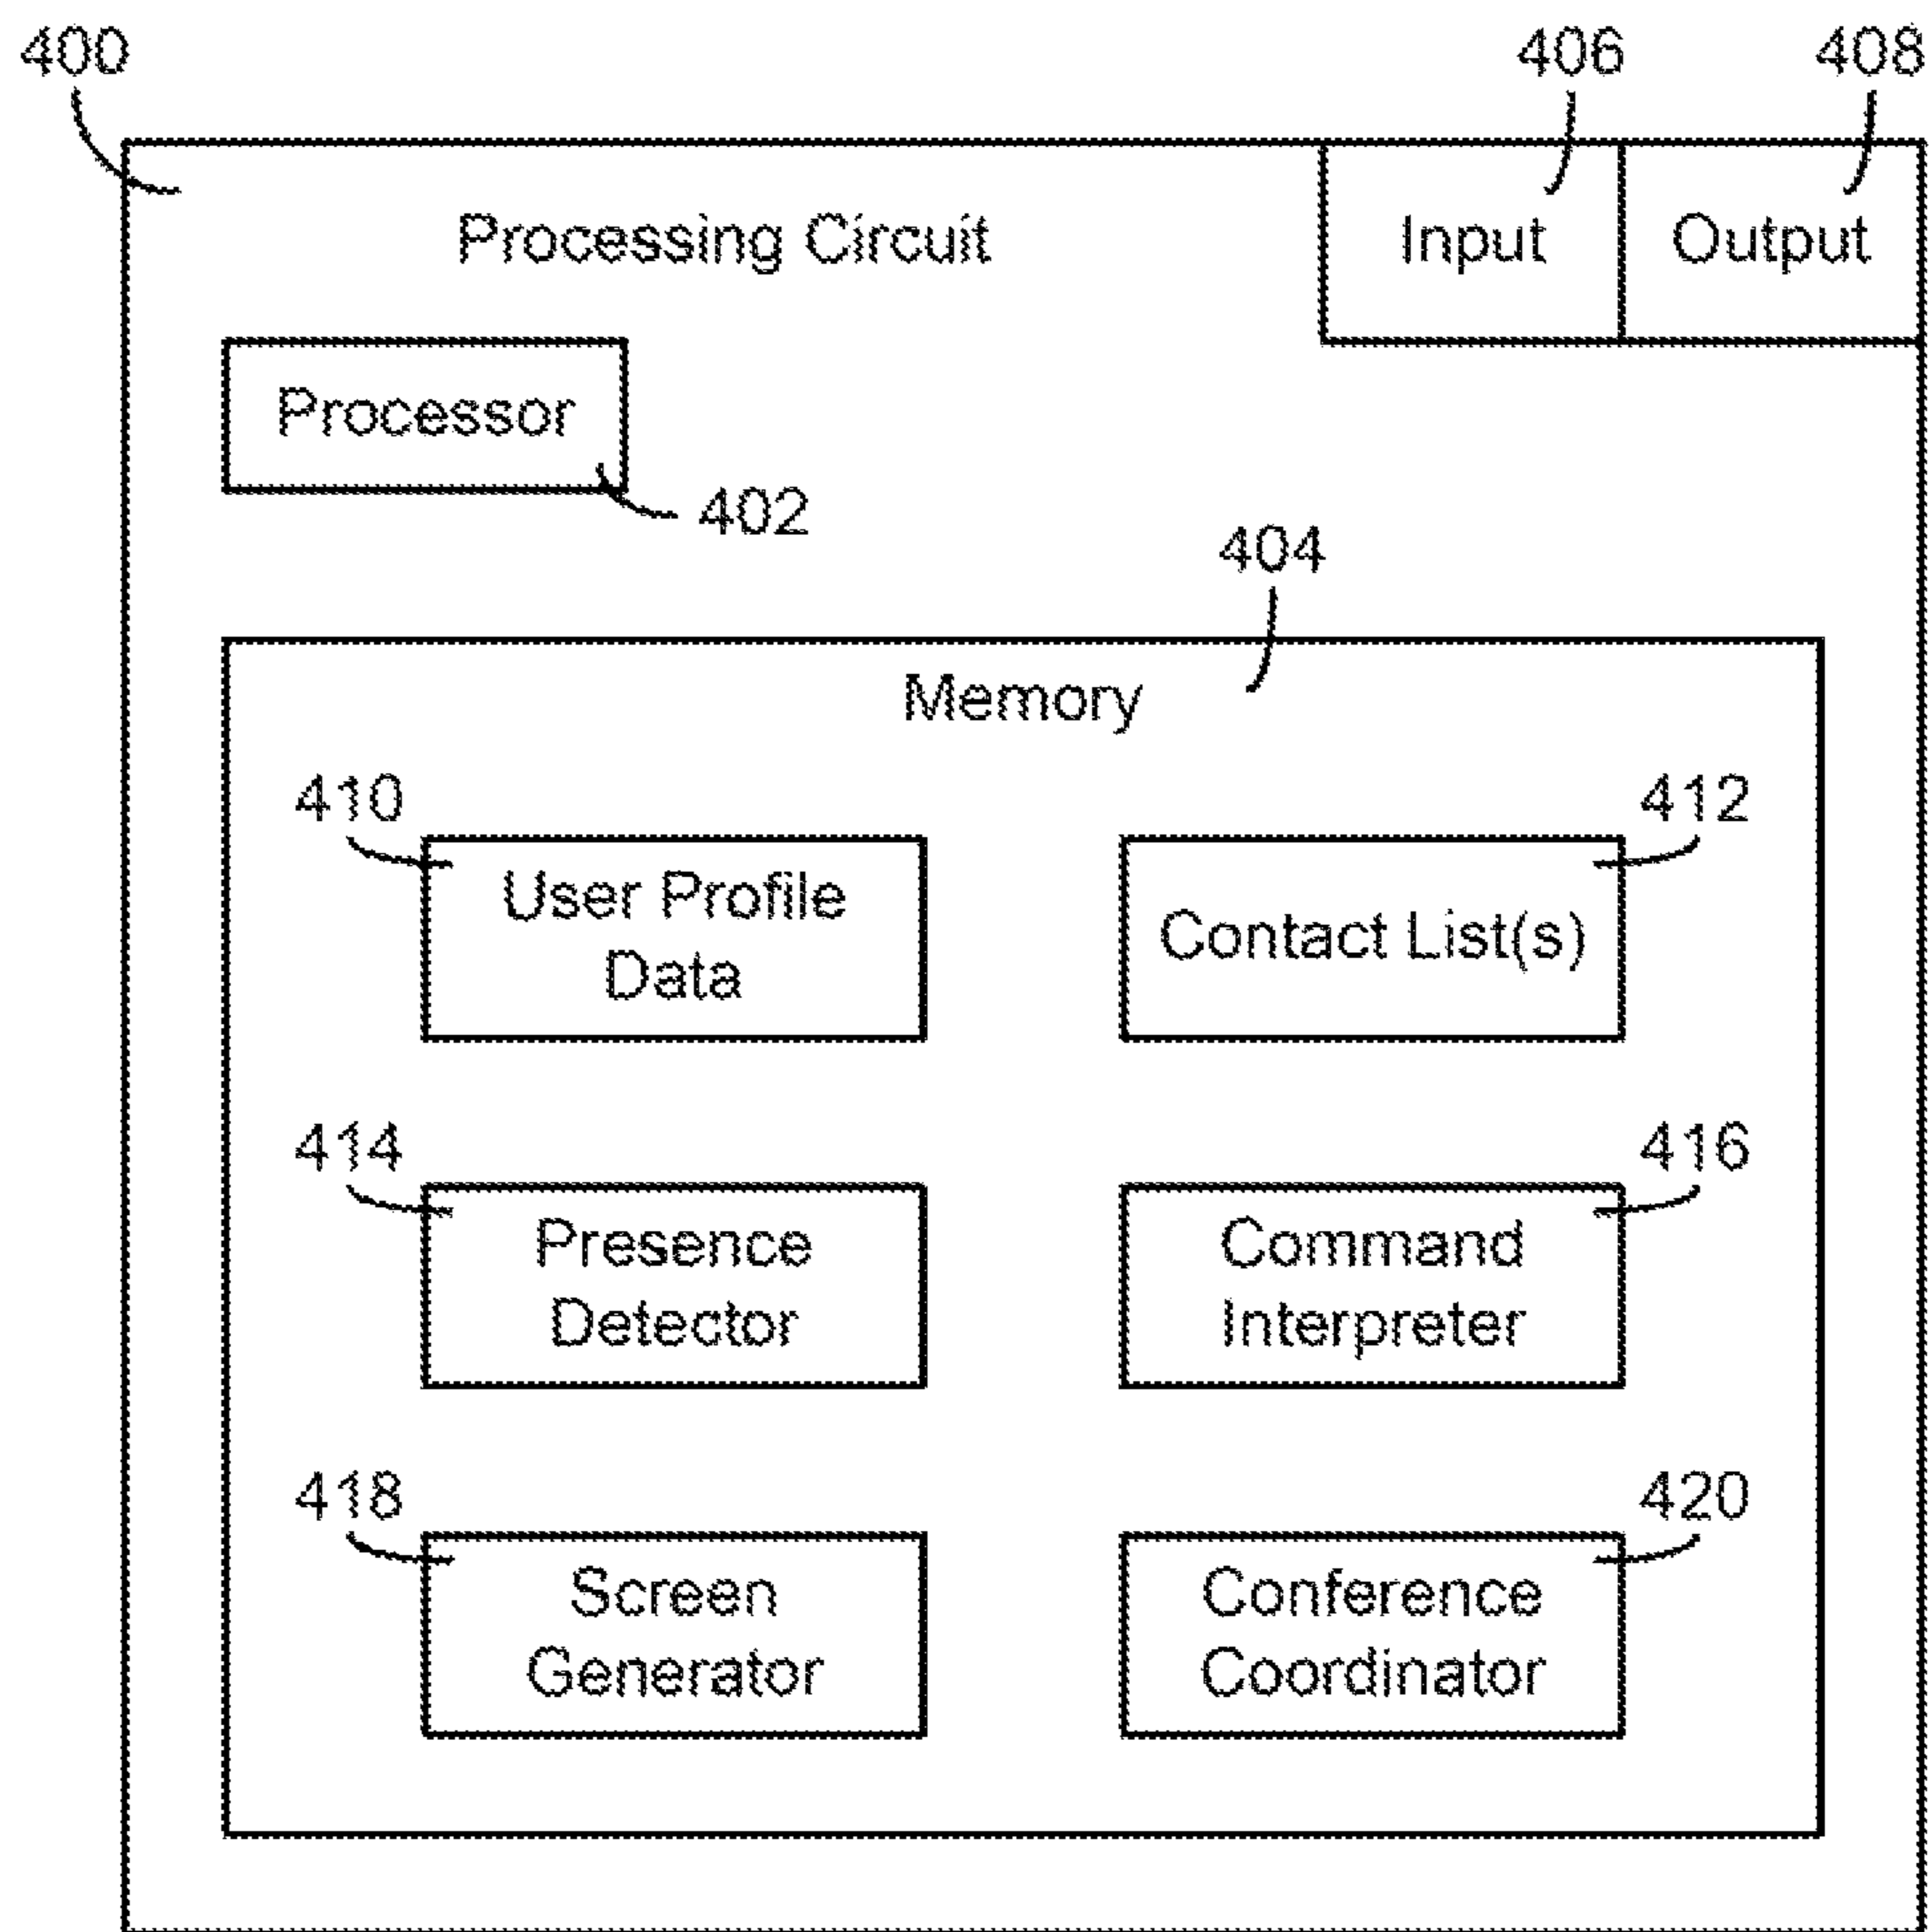 400
406
408
Processing Circuit
Input
Output
Processor
402
404
Memory
410
412
User Profile
Data
Contact List(s)
414
416
Presence
Detector
Command
Interpreter
418
420
Screen
Generator
Conference
Coordinator